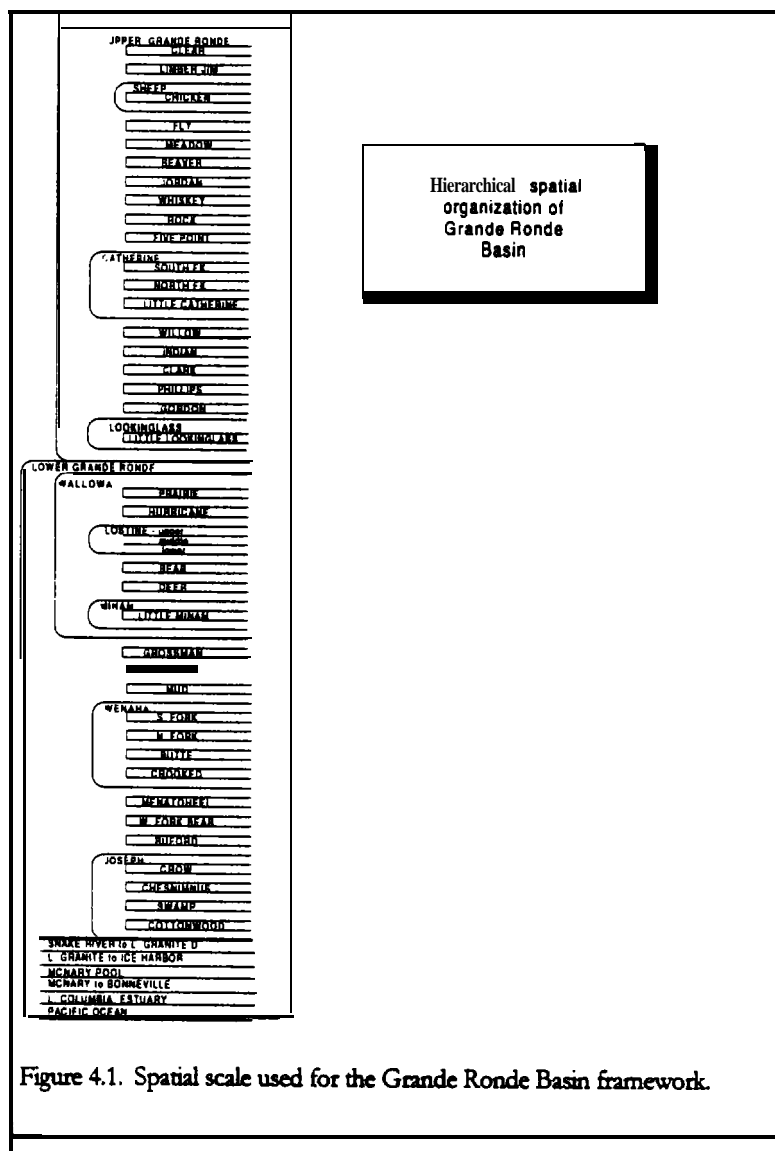 UPPER GRANDE RONDE
CLEAR
LIMBER JIM
SHEEP
CHICKEN
FLY
MEADOW
BEAVER
JORDAN
WHISKEY
ROCK
FIVE POINT
CATHERINE
SOUTH FK
NORTH FK
LITTLE CATHERINE
WILLOW
INDIAN
CLARK
PHILLIPS
GORDON
LOOKINGLASS
LITTLE LOOKINGLASS
LOWER GRANDE RONDE
WALLOWA
PRAIRIE
HURRICANE
LOSTINE - upper
middle
lower
BEAR
DEER
MINAM
LITTLE MINAM
GROSSMAN
MUD
WENAHA
S. FORK
N. FORK
BUTTE
CROOKED
MENATCHEE
W. FORK BEAR
BUFORD
JOSEPH
CROW
CHESNIMNUS
SWAMP
COTTONWOOD
SNAKE RIVER to L. GRANITE D
L. GRANITE to ICE HARBOR
MCNARY POOL
MCNARY to BONNEVILLE
L. COLUMBIA, ESTUARY
PACIFIC OCEAN
Hierarchical spatial
organization of
Grande Ronde
Basin
Figure 4.1. Spatial scale used for the Grande Ronde Basin framework.